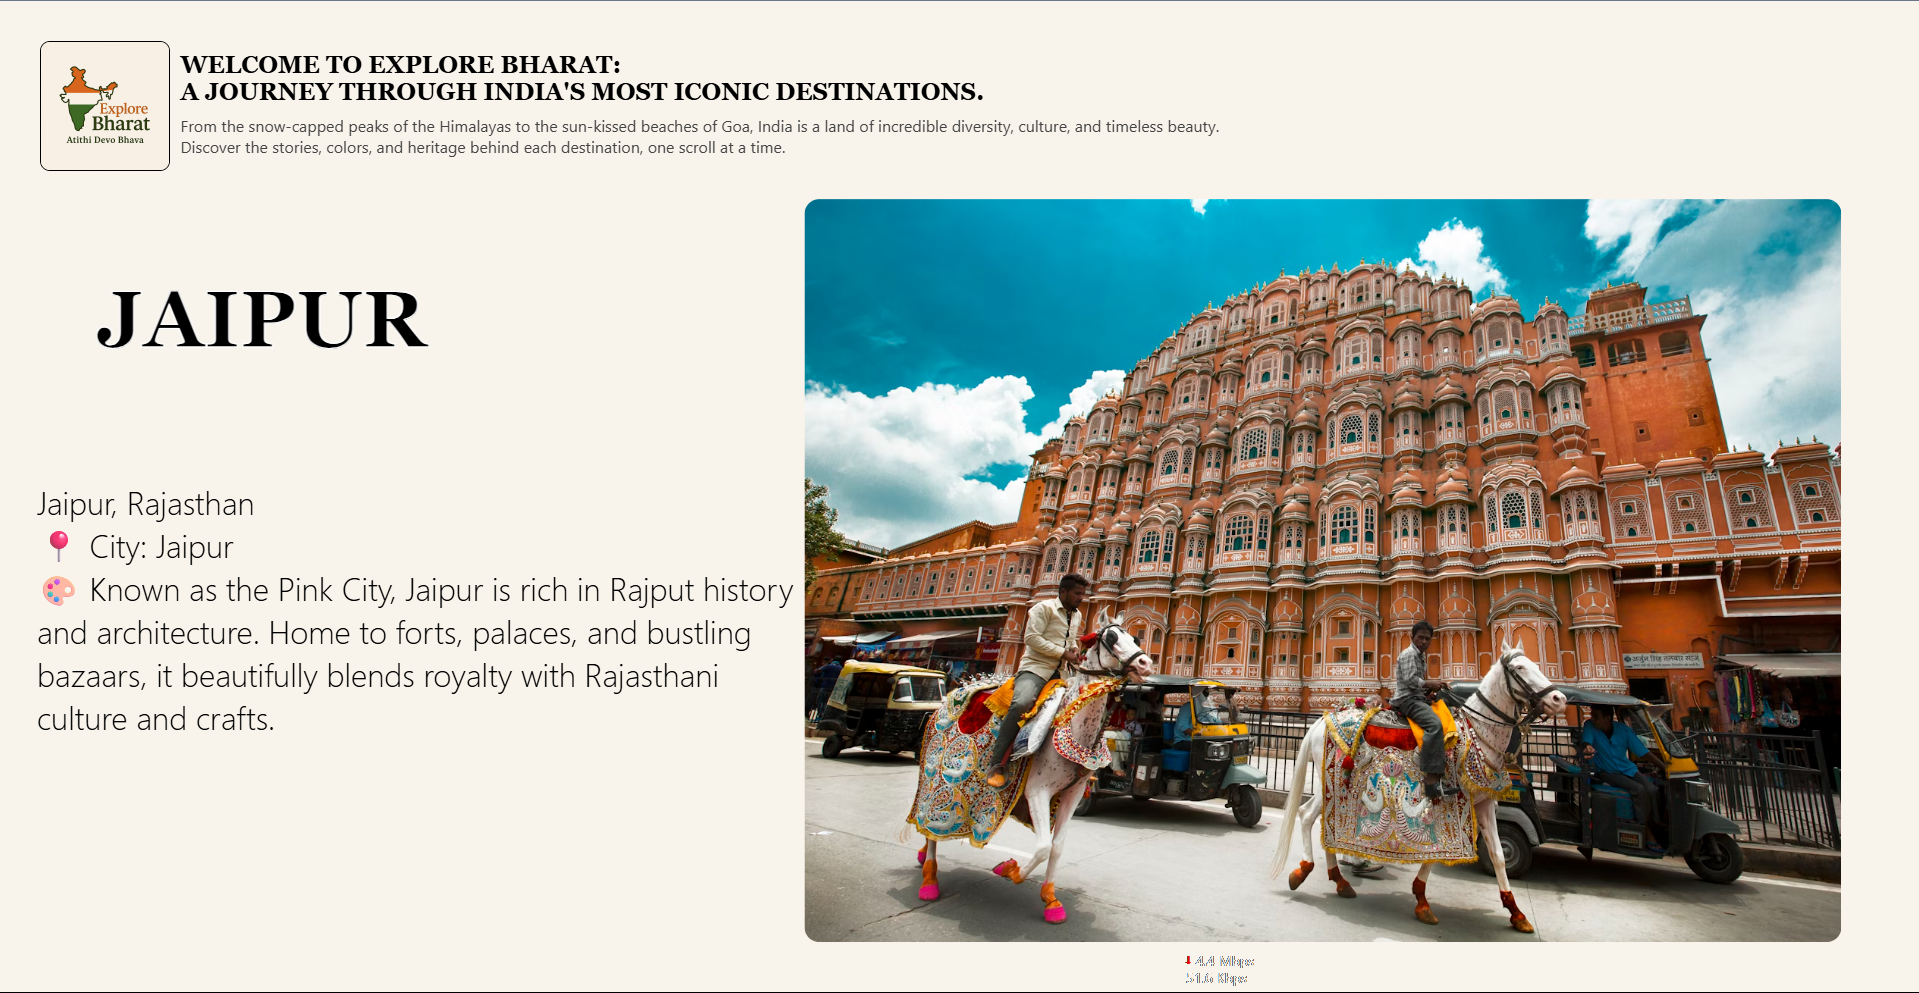 Explore
Bharat
Atithi Devo Bhava
WELCOME TO EXPLORE BHARAT:
A JOURNEY THROUGH INDIA'S MOST ICONIC DESTINATIONS.
From the snow-capped peaks of the Himalayas to the sun-kissed beaches of Goa, India is a land of incredible diversity, culture, and timeless beauty.
Discover the stories, colors, and heritage behind each destination, one scroll at a time.
JAIPUR
Jaipur, Rajasthan
📍 City: Jaipur
🎨 Known as the Pink City, Jaipur is rich in Rajput history
and architecture. Home to forts, palaces, and bustling
bazaars, it beautifully blends royalty with Rajasthani
culture and crafts.
4.4 Mbps
51.6 Kbps